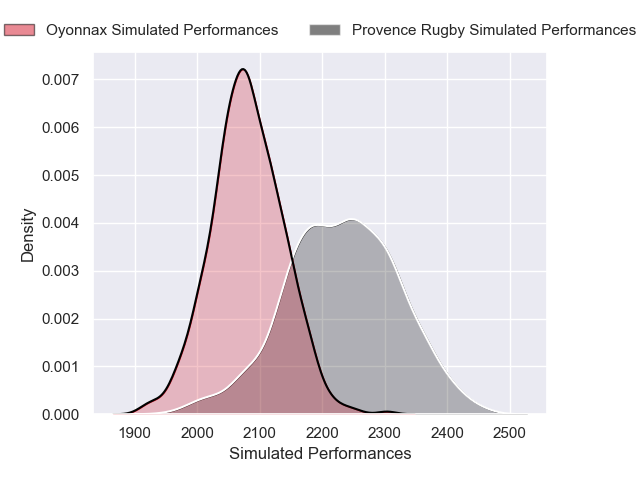 Oyonnax Simulated Performances
Provence Rugby Simulated Performances
0.007
0.006
0.005
0.004
0.003
0.002
0.001
0.000
Density
1900 2000 2100 2200 2300 2400 2500
Simulated Performances